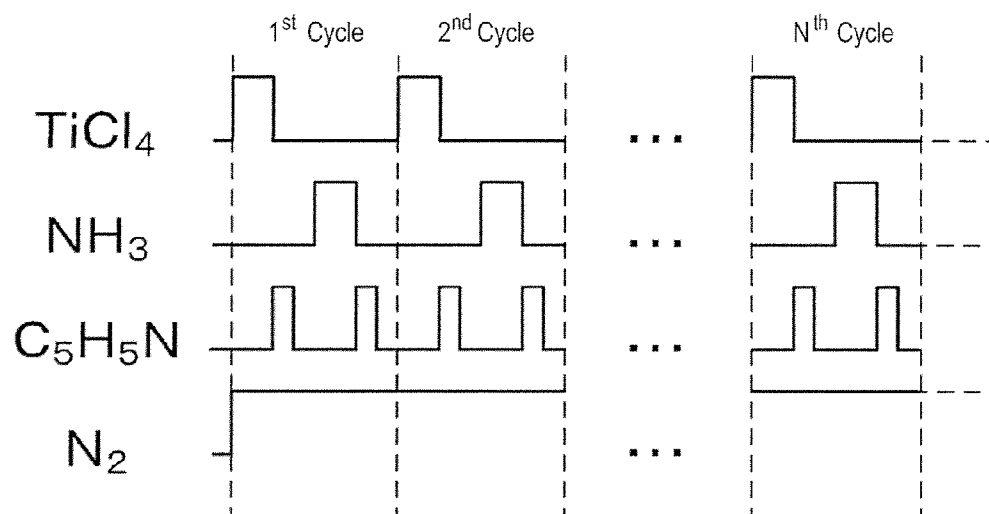 1st Cycle 2nd Cycle Nth Cycle
TiCl4 ...
NH3 ...
C5H5N ...
N2 ...